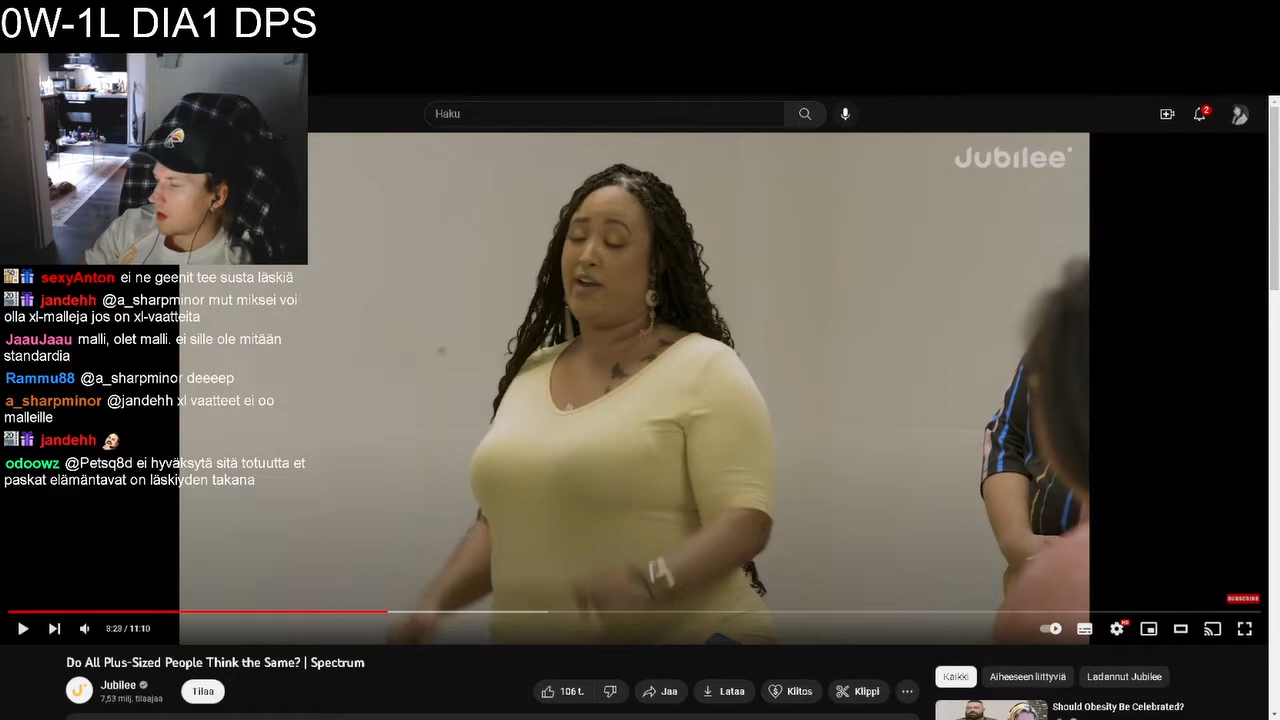 0W-1L DIA1 DPS
Haku
2
Jubilee
sexyAnton ei ne geenit tee susta läskiä
jandehh @a_sharpminor mut miksei voi
olla xl-malleja jos on xl-vaatteita
JaauJaau malli, olet malli. ei sille ole mitään
standardia
Rammu88 @a_sharpminor deeeep
a_sharpminor @jandehh xl vaatteet ei oo
malleille
jandehh
odoowz @Petsq8d ei hyväksytä sitä totuutta et
paskat elämäntavat on läskiyden takana
SUBSCRIBE
3:23 / 11:10
HD
Do All Plus-Sized People Think the Same? | Spectrum
Jubilee
7,53 milj. tilaajaa
Tilaa
106 t.
Jaa
Lataa
Kiitos
Klippi
Kaikki
Aiheeseen liittyviä
Ladannut Jubilee
Should Obesity Be Celebrated?